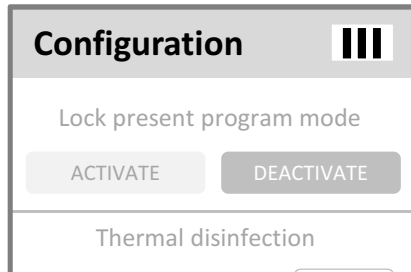 Configuration
Lock present program mode
ACTIVATE DEACTIVATE
Thermal disinfection